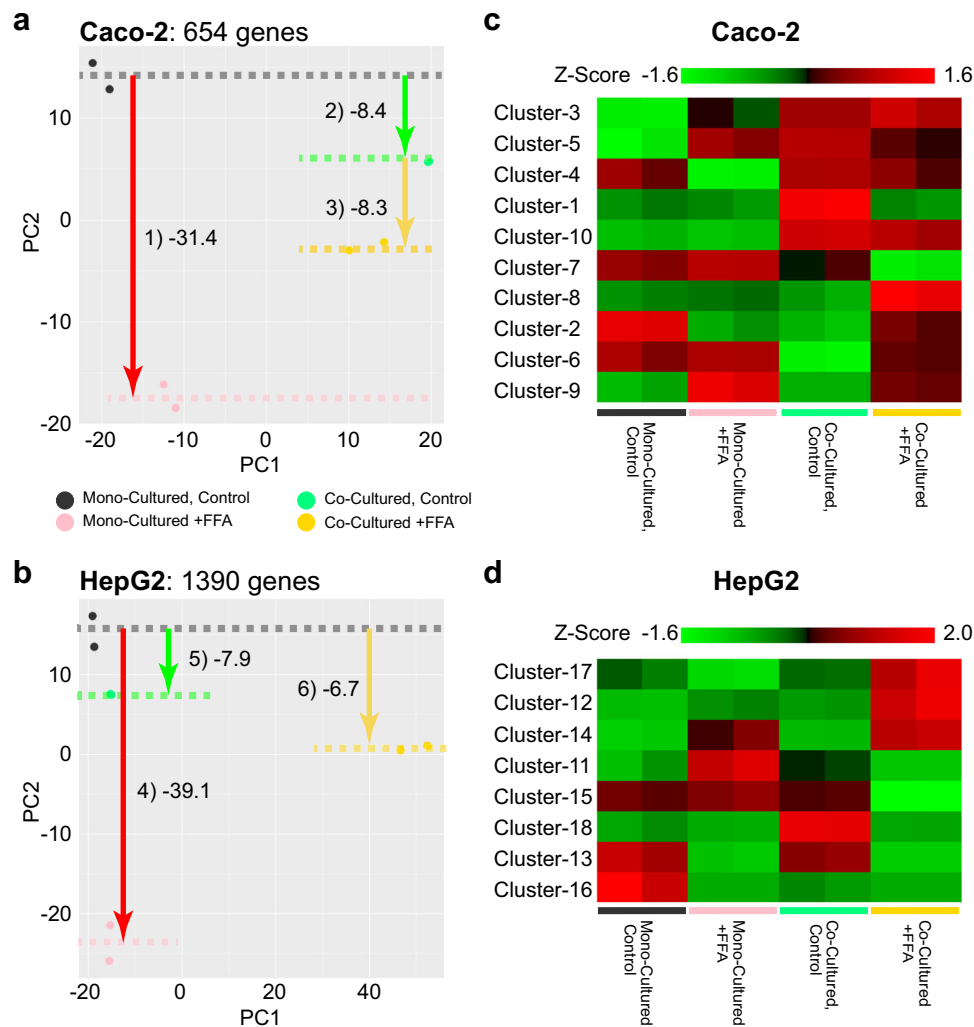 a
Caco-2: 654 genes
10
0
-10
-20
PC2
-20
-10
0
10
20
PC1
1) -31.4
2) -8.4
3) -8.3
Mono-Cultured, Control
Mono-Cultured +FFA
Co-Cultured, Control
Co-Cultured +FFA
b
HepG2: 1390 genes
10
0
-10
-20
PC2
-20
0
20
40
PC1
4) -39.1
5) -7.9
6) -6.7
c
Caco-2
Z-Score -1.6
1.6
Cluster-3
Cluster-5
Cluster-4
Cluster-1
Cluster-10
Cluster-7
Cluster-8
Cluster-2
Cluster-6
Cluster-9
Mono-Cultured,
Control
Mono-Cultured
+FFA
Co-Cultured,
Control
Co-Cultured
+FFA
d
HepG2
Z-Score -1.6
2.0
Cluster-17
Cluster-12
Cluster-14
Cluster-11
Cluster-15
Cluster-18
Cluster-13
Cluster-16
Mono-Cultured
Control
Mono-Cultured
+FFA
Co-Cultured,
Control
Co-Cultured
+FFA